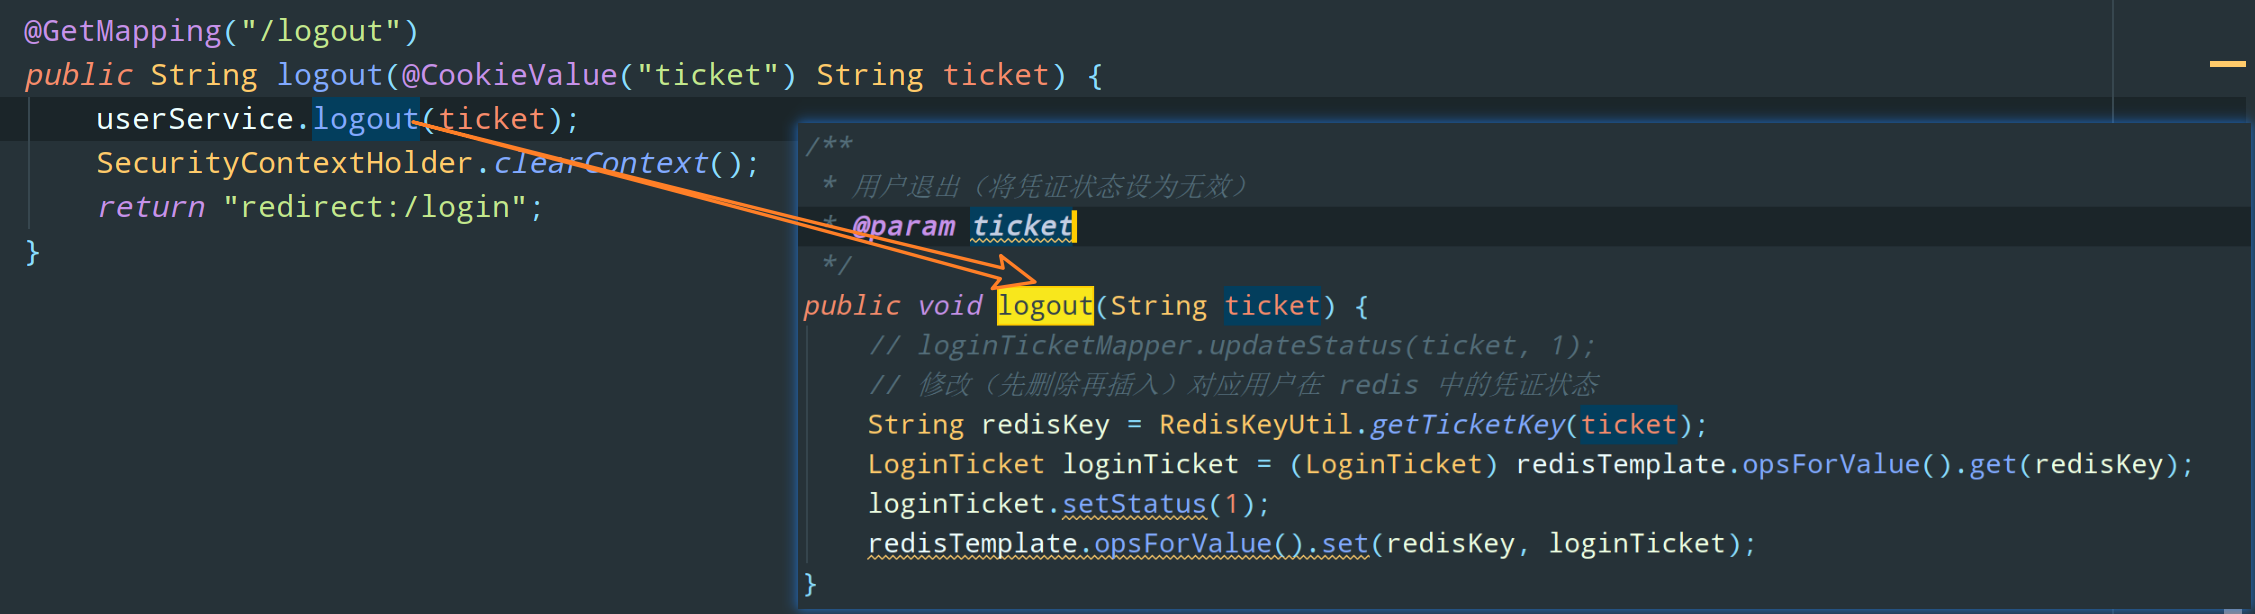 @GetMapping("/logout")
public String logout(@CookieValue("ticket") String ticket) {
    userService.logout(ticket);
    SecurityContextHolder.clearContext();
    return "redirect:/login";
}
/**
 * 用户退出（将凭证状态设为无效）
 * @param ticket
 */
public void logout(String ticket) {
    // loginTicketMapper.updateStatus(ticket, 1);
    // 修改（先删除再插入）对应用户在 redis 中的凭证状态
    String redisKey = RedisKeyUtil.getTicketKey(ticket);
    LoginTicket loginTicket = (LoginTicket) redisTemplate.opsForValue().get(redisKey);
    loginTicket.setStatus(1);
    redisTemplate.opsForValue().set(redisKey, loginTicket);
}